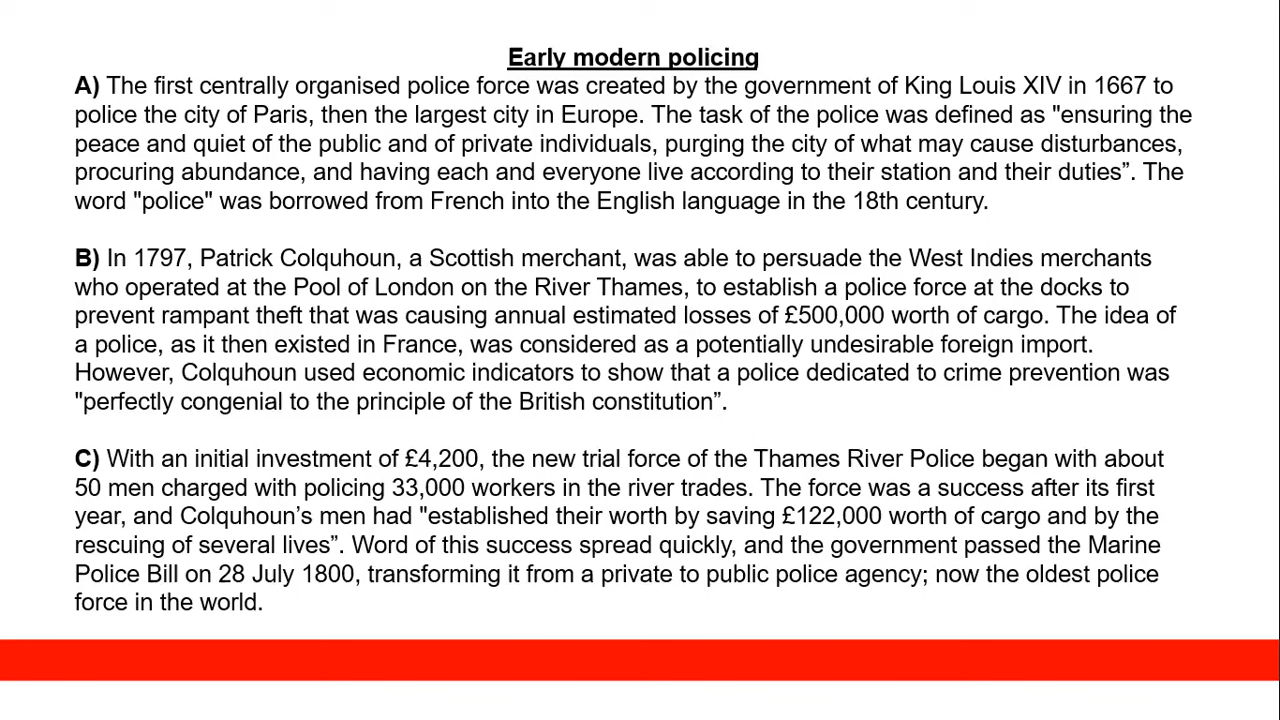 Early modern policing
A) The first centrally organised police force was created by the government of King Louis XIV in 1667 to
police the city of Paris, then the largest city in Europe. The task of the police was defined as "ensuring the
peace and quiet of the public and of private individuals, purging the city of what may cause disturbances,
procuring abundance, and having each and everyone live according to their station and their duties”. The
word "police" was borrowed from French into the English language in the 18th century.
B) In 1797, Patrick Colquhoun, a Scottish merchant, was able to persuade the West Indies merchants
who operated at the Pool of London on the River Thames, to establish a police force at the docks to
prevent rampant theft that was causing annual estimated losses of £500,000 worth of cargo. The idea of
a police, as it then existed in France, was considered as a potentially undesirable foreign import.
However, Colquhoun used economic indicators to show that a police dedicated to crime prevention was
"perfectly congenial to the principle of the British constitution”.
C) With an initial investment of £4,200, the new trial force of the Thames River Police began with about
50 men charged with policing 33,000 workers in the river trades. The force was a success after its first
year, and Colquhoun’s men had "established their worth by saving £122,000 worth of cargo and by the
rescuing of several lives”. Word of this success spread quickly, and the government passed the Marine
Police Bill on 28 July 1800, transforming it from a private to public police agency; now the oldest police
force in the world.